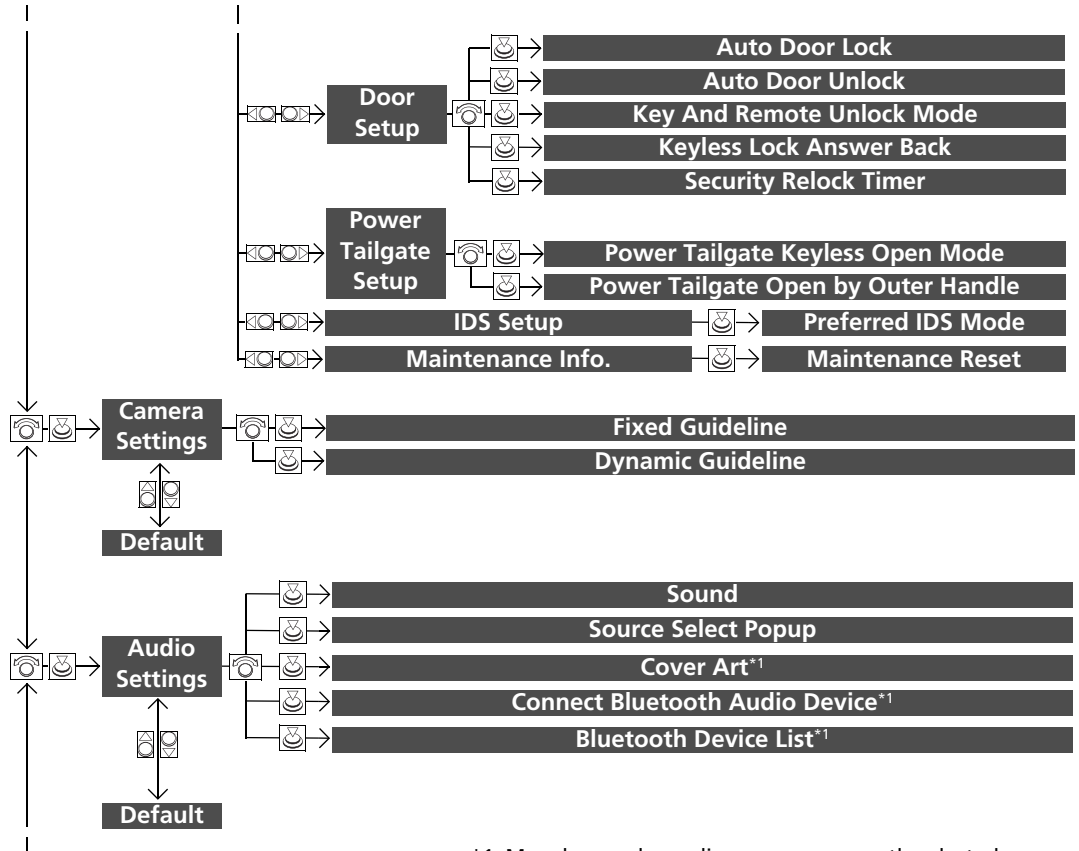 Door
Setup
Auto Door Lock
Auto Door Unlock
Key And Remote Unlock Mode
Keyless Lock Answer Back
Security Relock Timer
Power
Tailgate
Setup
Power Tailgate Keyless Open Mode
Power Tailgate Open by Outer Handle
IDS Setup
Preferred IDS Mode
Maintenance Info.
Maintenance Reset
Camera
Settings
Fixed Guideline
Dynamic Guideline
Default
Audio
Settings
Sound
Source Select Popup
Cover Art*1
Connect Bluetooth Audio Device*1
Bluetooth Device List*1
Default